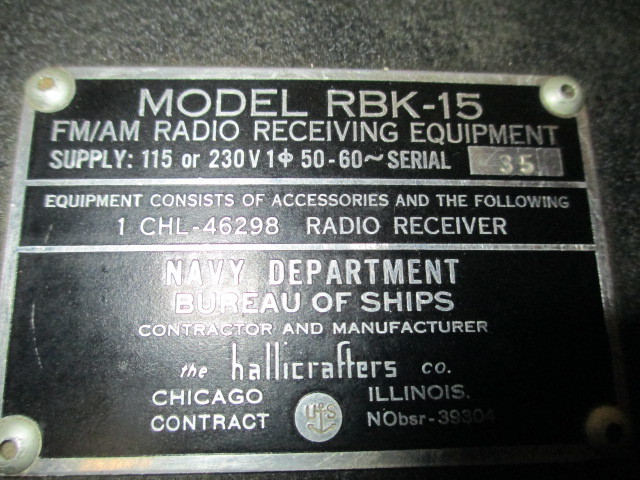 MODEL RBK-15
FM/AM RADIO RECEIVING EQUIPMENT
SUPPLY: 115 or 230V 1ϕ 50-60~ SERIAL 35
EQUIPMENT CONSISTS OF ACCESSORIES AND THE FOLLOWING
1 CHL-46298 RADIO RECEIVER
NAVY DEPARTMENT
BUREAU OF SHIPS
CONTRACTOR AND MANUFACTURER
the hallicrafters co.
CHICAGO ILLINOIS.
CONTRACT US NObsr-39304